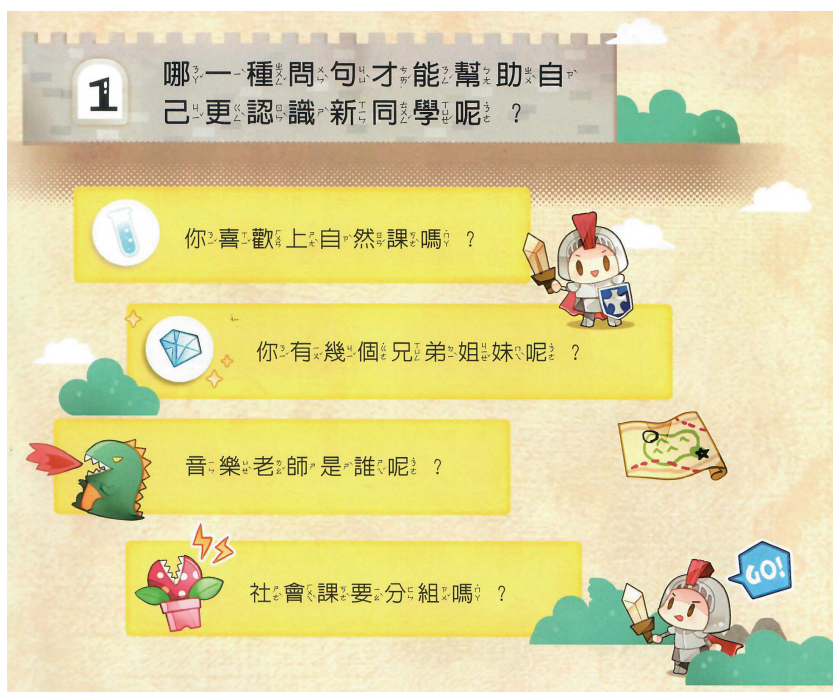 1
哪一種問句才能幫助自
己更認識新同學呢？
你喜歡上自然課嗎？
你有幾個兄弟姐妹呢？
音樂老師是誰呢？
社會課要分組嗎？
GO!